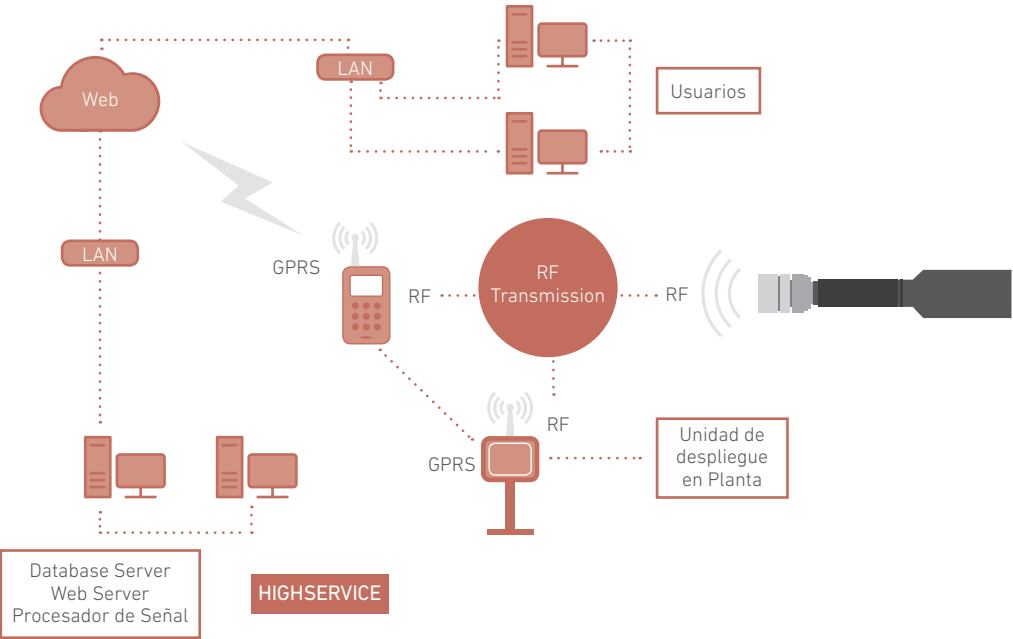 LAN
Web
Usuarios
LAN
GPRS
RF
RF
Transmission
RF
RF
GPRS
Unidad de
despliegue
en Planta
Database Server
Web Server
Procesador de Señal
HIGHSERVICE